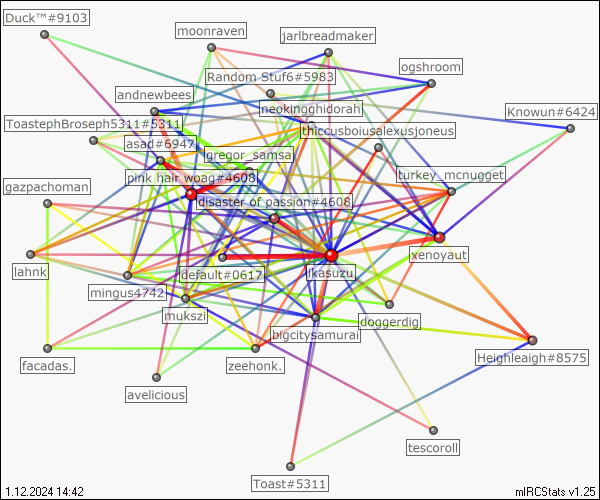 Duck™#9103
moonraven
jarlbreadmaker
ogshroom
Random_Stuf6#5983
andnewbees
neokingghidorah
Knowun#6424
ToastephBroseph5311#5311
thiccusboiusalexusjoneus
asad#6947
gregor_samsa
pink hair woag#4608
turkey_mcnugget
gazpachoman
disaster of passion#4608
xenoyaut
lahnk
default#0617
ikasuzu
mingus4742
mukszi
doggerdig
bigcitysamurai
Heighleaigh#8575
facadas.
zeehonk.
avelicious
tescoroll
Toast#5311
1.12.2024 14:42
mIRCStats v1.25